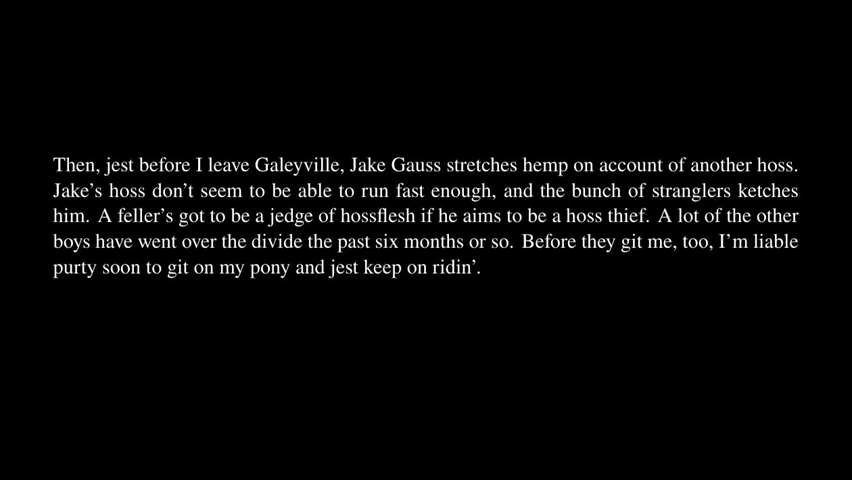 Then, jest before I leave Galeyville, Jake Gauss stretches hemp on account of another hoss.
Jake’s hoss don’t seem to be able to run fast enough, and the bunch of stranglers ketches
him. A feller’s got to be a jedge of hossflesh if he aims to be a hoss thief. A lot of the other
boys have went over the divide the past six months or so. Before they git me, too, I’m liable
purty soon to git on my pony and jest keep on ridin’.